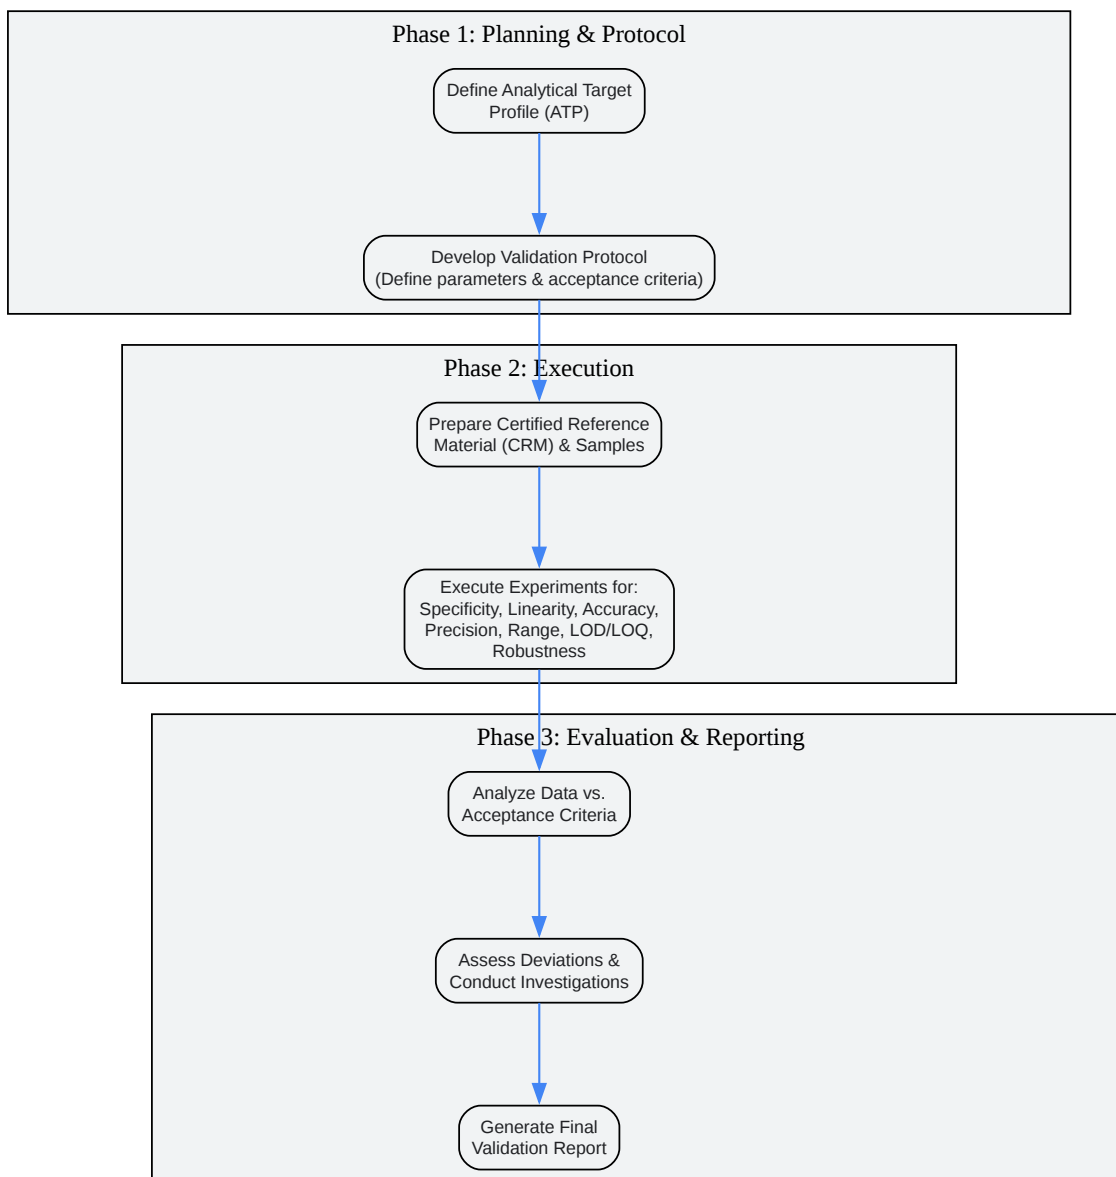 Phase 1: Planning & Protocol
Define Analytical Target
Profile (ATP)
Develop Validation Protocol
(Define parameters & acceptance criteria)
Phase 2: Execution
Prepare Certified Reference
Material (CRM) & Samples
Execute Experiments for:
Specificity, Linearity, Accuracy,
Precision, Range, LOD/LOQ,
Robustness
Phase 3: Evaluation & Reporting
Analyze Data vs.
Acceptance Criteria
Assess Deviations &
Conduct Investigations
Generate Final
Validation Report